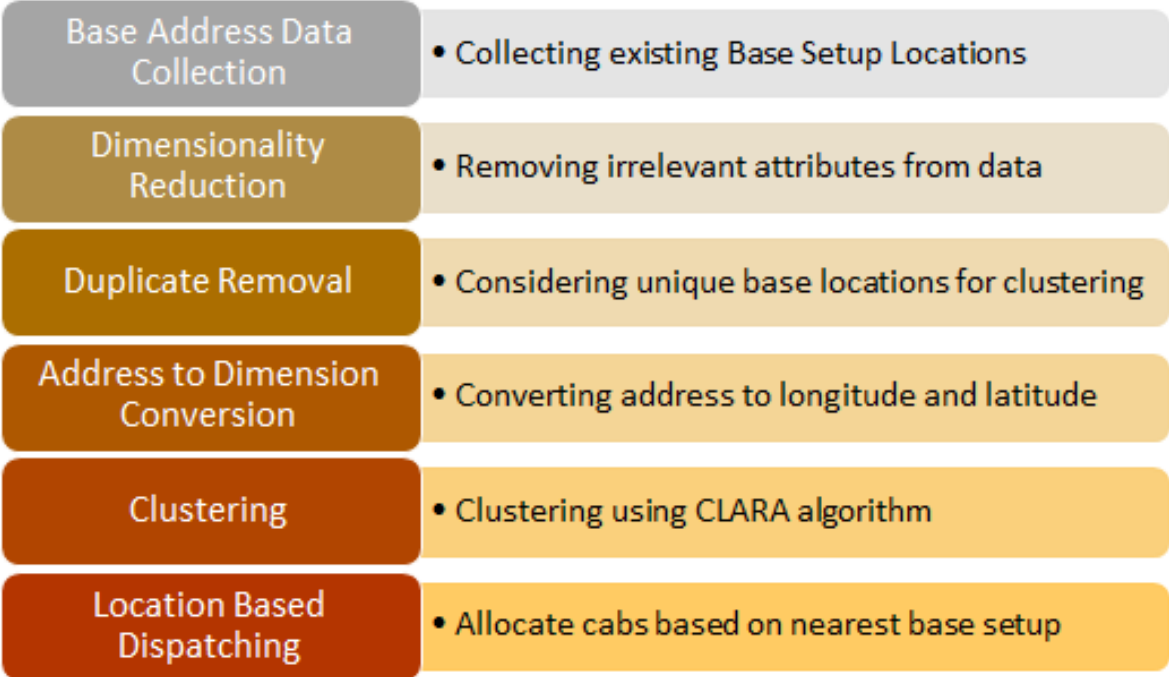 Base Address Data
Collection
• Collecting existing Base Setup Locations
Dimensionality
Reduction
• Removing irrelevant attributes from data
Duplicate Removal
• Considering unique base locations for clustering
Address to Dimension
Conversion
• Converting address to longitude and latitude
Clustering
• Clustering using CLARA algorithm
Location Based
Dispatching
• Allocate cabs based on nearest base setup